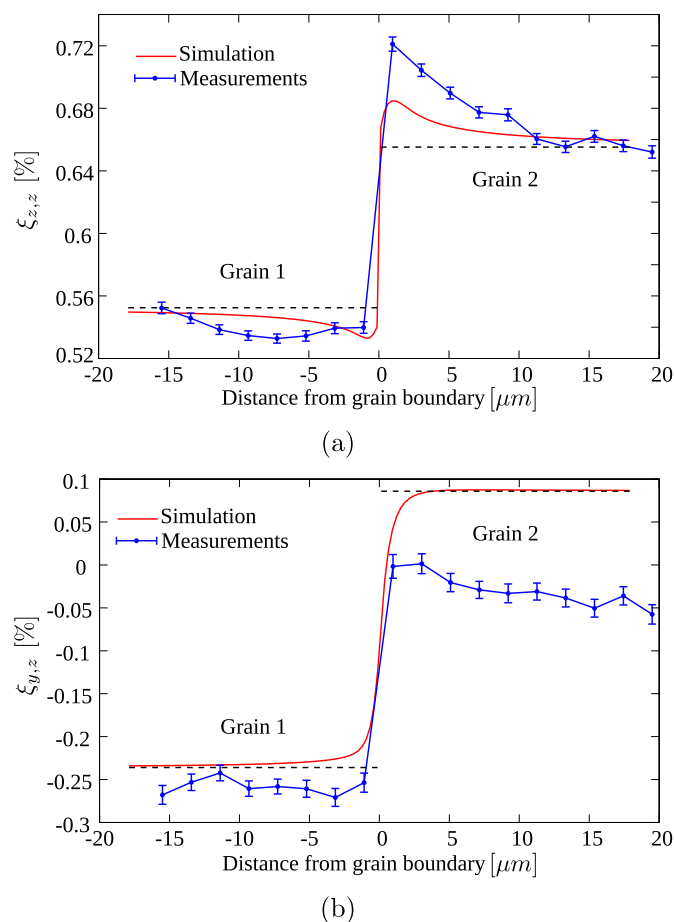 0.72
0.68
0.64
0.6
0.56
0.52
ξz,z [%]
Simulation
Measurements
Grain 2
Grain 1
-20 -15 -10 -5 0 5 10 15 20
Distance from grain boundary [μm]
(a)
0.1
0.05
0
-0.05
-0.1
-0.15
-0.2
-0.25
-0.3
ξy,z [%]
Simulation
Measurements
Grain 2
Grain 1
-20 -15 -10 -5 0 5 10 15 20
Distance from grain boundary [μm]
(b)